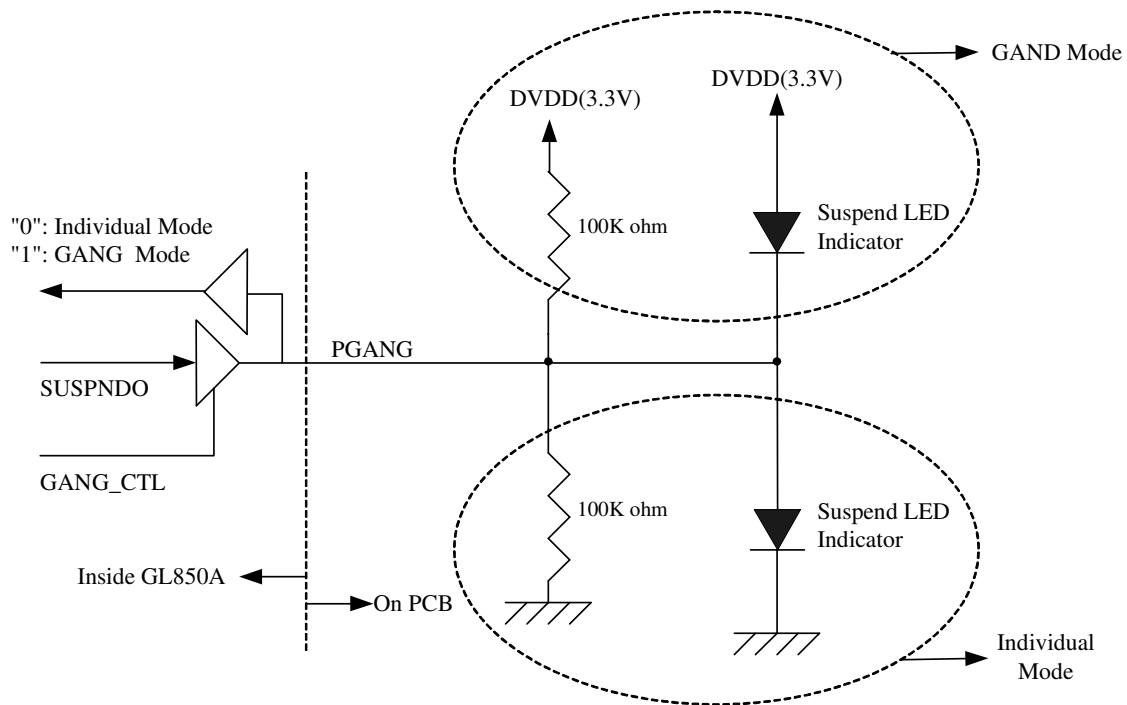 GAND Mode
DVDD(3.3V)
DVDD(3.3V)
"0": Individual Mode
"1": GANG Mode
100K ohm
Suspend LED
Indicator
PGANG
SUSPNDO
GANG_CTL
100K ohm
Suspend LED
Indicator
Inside GL850A
On PCB
Individual
Mode